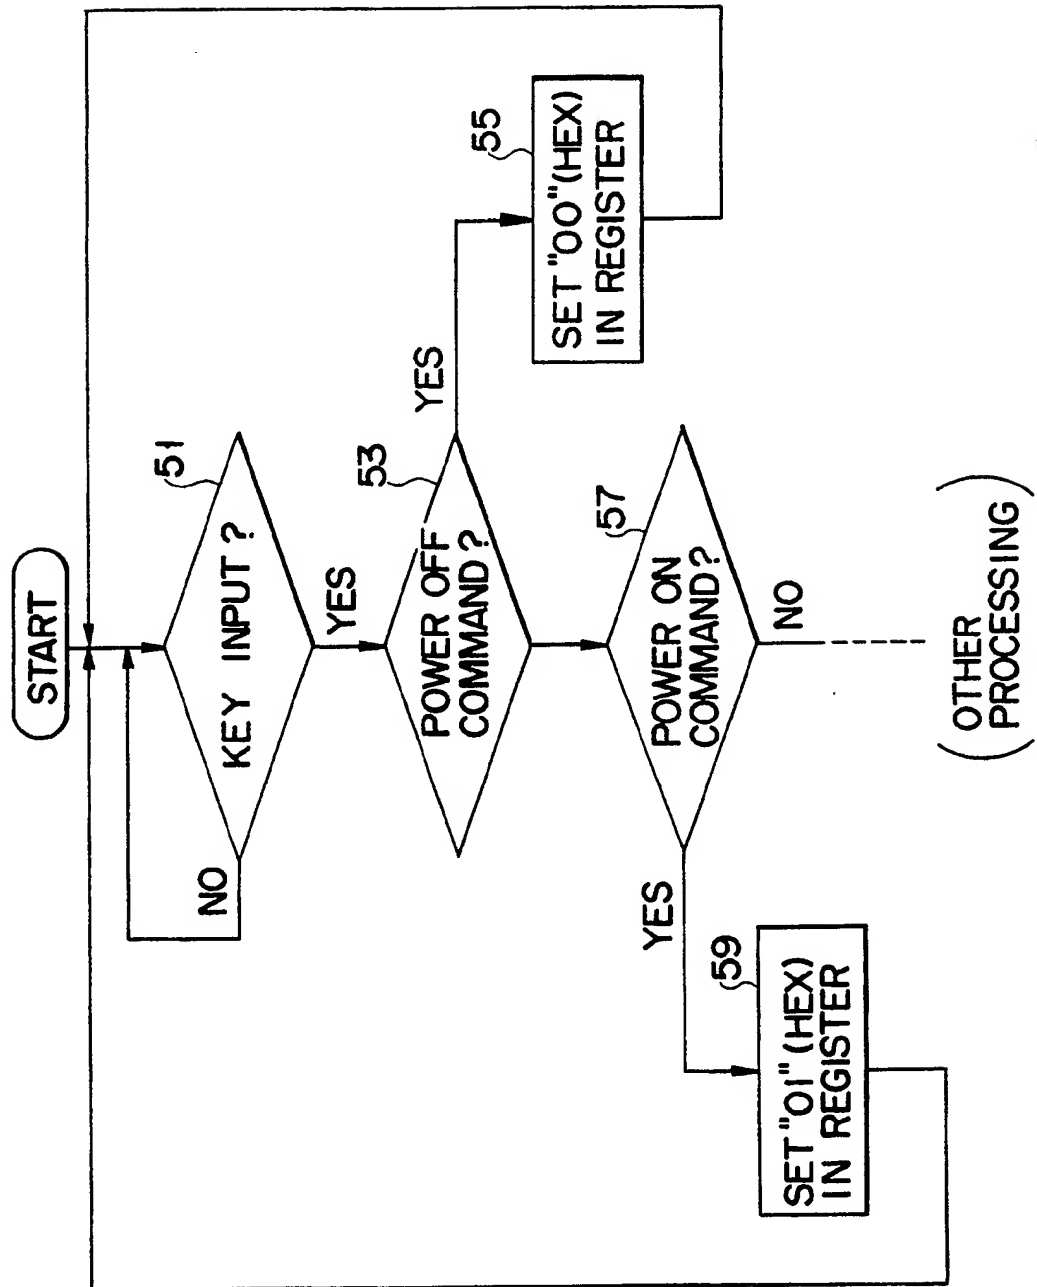 START
51
KEY INPUT?
NO
YES
53
POWER OFF
COMMAND?
YES
55
SET "00" (HEX)
IN REGISTER
57
POWER ON
COMMAND?
YES
NO
59
SET "01" (HEX)
IN REGISTER
(OTHER
PROCESSING)